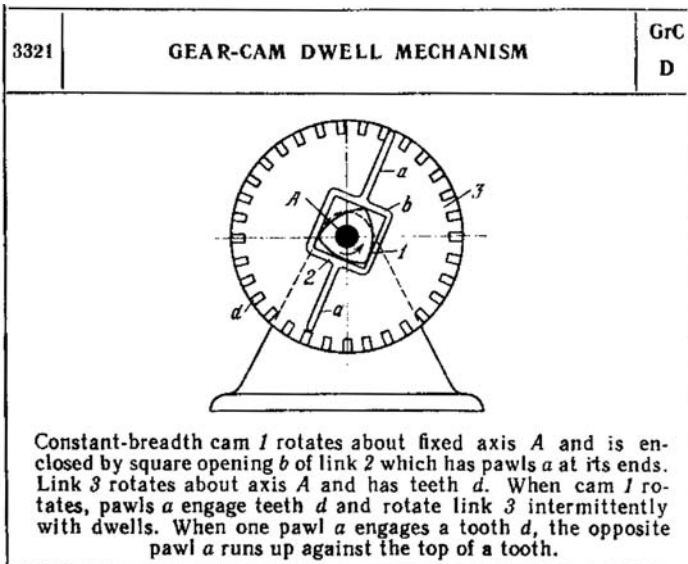 3321
GEAR-CAM DWELL MECHANISM
GrC
D
a
3
A
b
1
2
d
a
Constant-breadth cam 1 rotates about fixed axis A and is en-
closed by square opening b of link 2 which has pawls a at its ends.
Link 3 rotates about axis A and has teeth d. When cam 1 ro-
tates, pawls a engage teeth d and rotate link 3 intermittently
with dwells. When one pawl a engages a tooth d, the opposite
pawl a runs up against the top of a tooth.